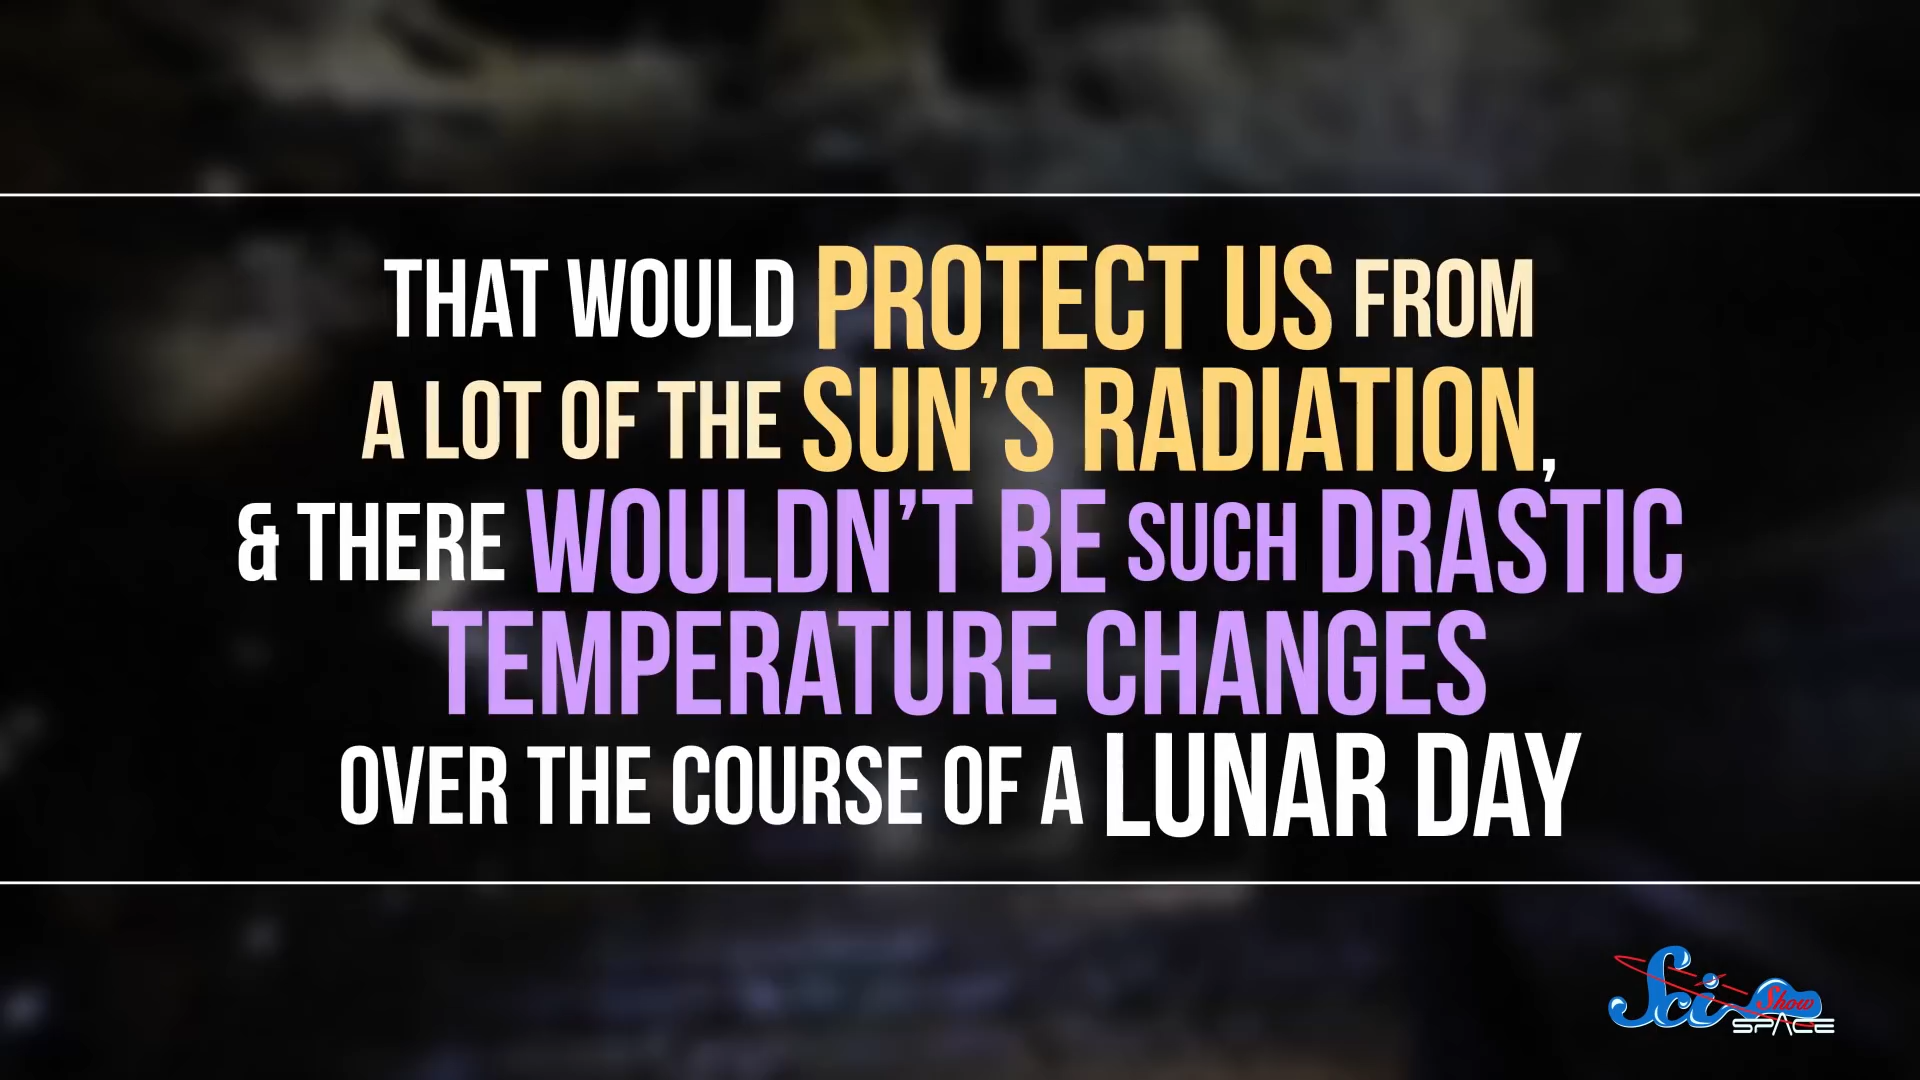 THAT WOULD PROTECT US FROM
A LOT OF THE SUN’S RADIATION,
& THERE WOULDN’T BE SUCH DRASTIC
TEMPERATURE CHANGES
OVER THE COURSE OF A LUNAR DAY
Sci Show
SPACE